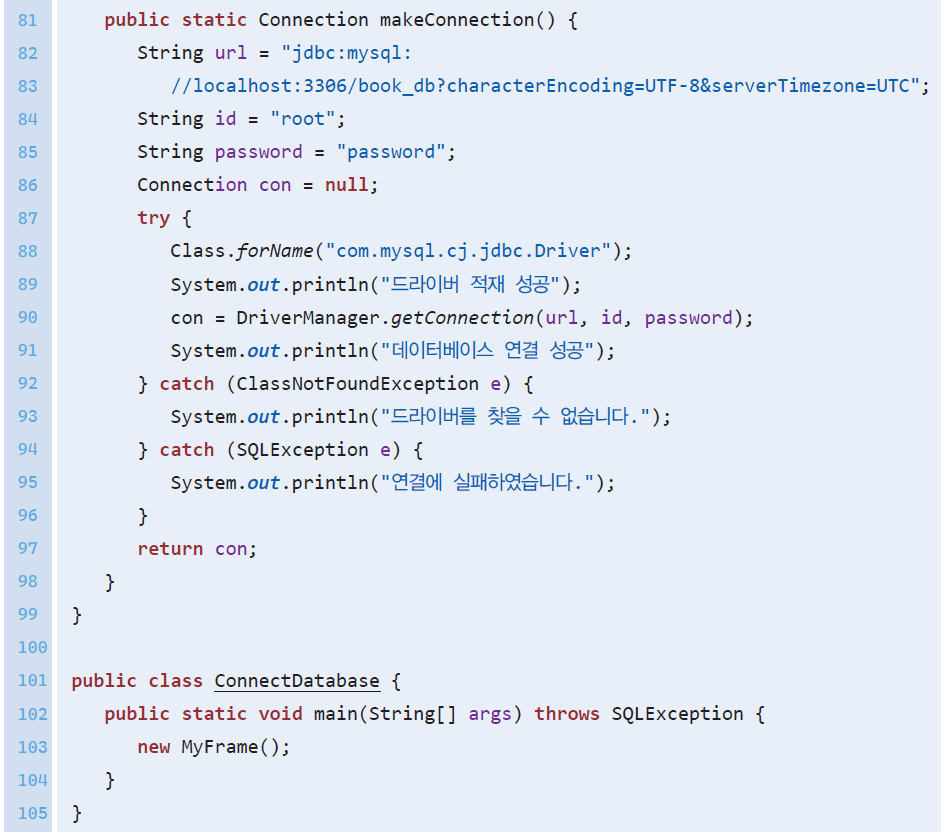 81 public static Connection makeConnection() {
82 String url = "jdbc:mysql:
83 //localhost:3306/book_db?characterEncoding=UTF-8&serverTimezone=UTC";
84 String id = "root";
85 String password = "password";
86 Connection con = null;
87 try {
88 Class.forName("com.mysql.cj.jdbc.Driver");
89 System.out.println("드라이버 적재 성공");
90 con = DriverManager.getConnection(url, id, password);
91 System.out.println("데이터베이스 연결 성공");
92 } catch (ClassNotFoundException e) {
93 System.out.println("드라이버를 찾을 수 없습니다.");
94 } catch (SQLException e) {
95 System.out.println("연결에 실패하였습니다.");
96 }
97 return con;
98 }
99 }
100
101 public class ConnectDatabase {
102 public static void main(String[] args) throws SQLException {
103 new MyFrame();
104 }
105 }